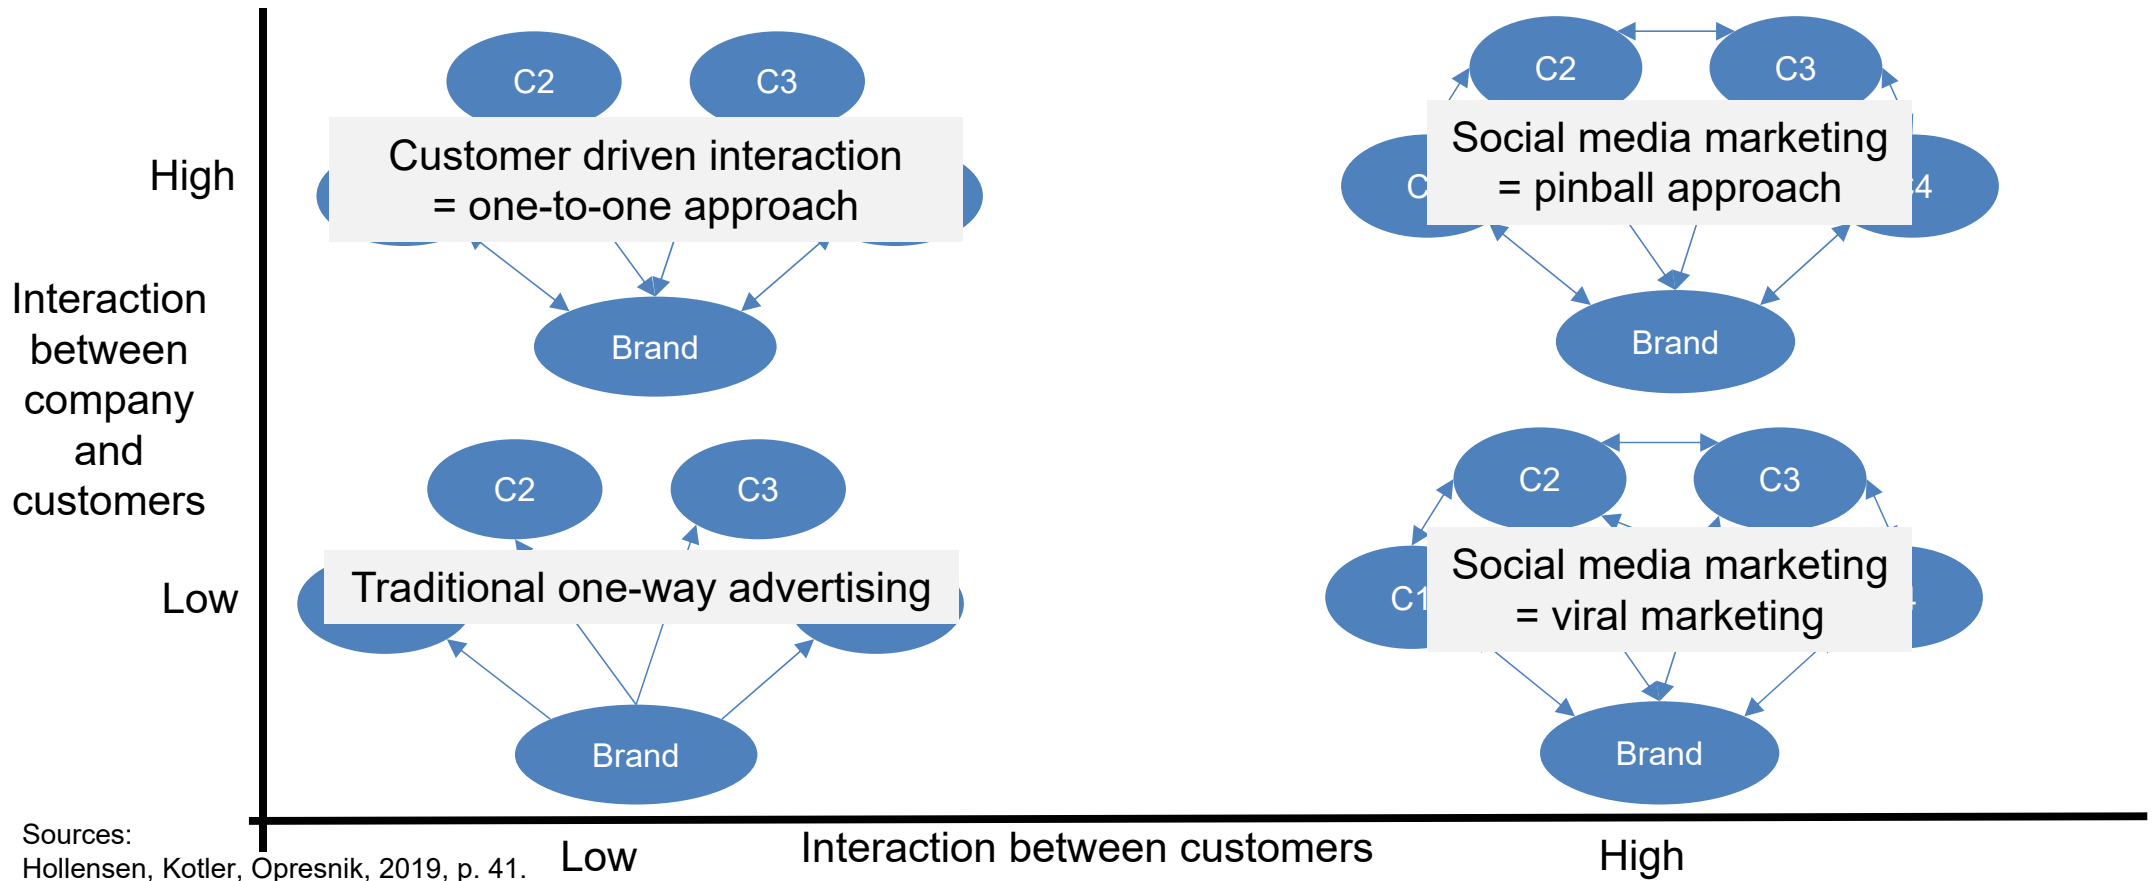 C2
C3
Customer driven interaction
= one-to-one approach
Brand
C2
C3
Social media marketing
= pinball approach
Brand
High
Interaction
between
company
and
customers
Low
C2
C3
Traditional one-way advertising
Brand
C2
C3
C1
Social media marketing
= viral marketing
Brand
Sources:
Hollensen, Kotler, Opresnik, 2019, p. 41.
Low
Interaction between customers
High